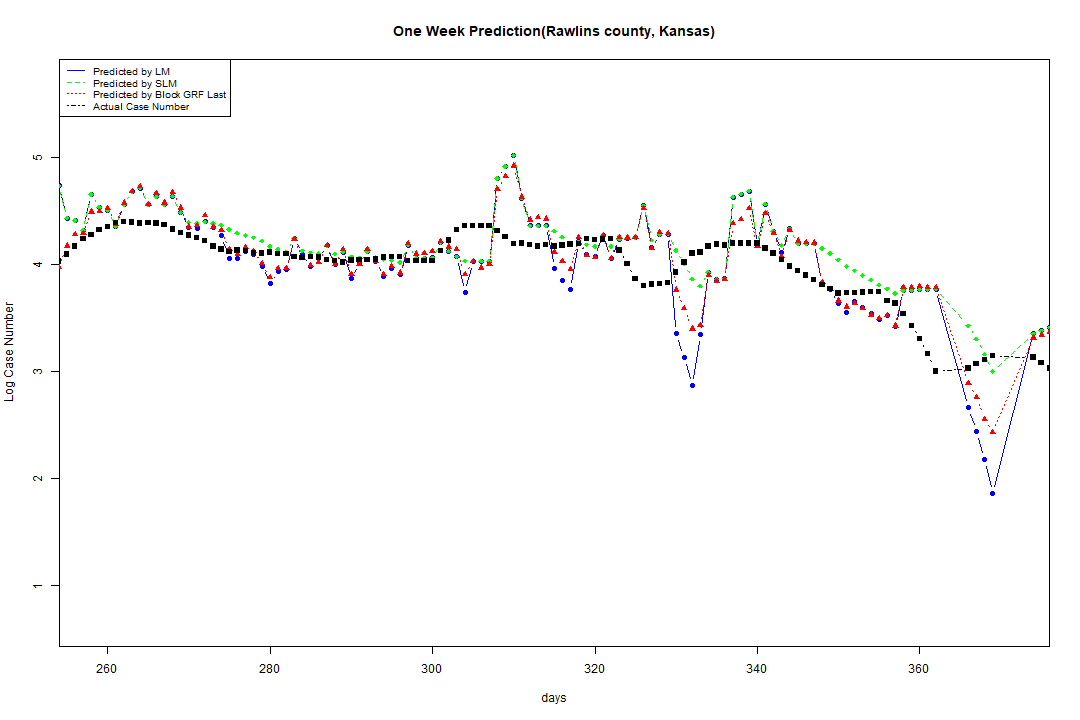 One Week Prediction(Rawlins county, Kansas)
Predicted by LM
Predicted by SLM
Predicted by Block GRF Last
Actual Case Number
Log Case Number
5
4
3
2
1
260 280 300 320 340 360
days